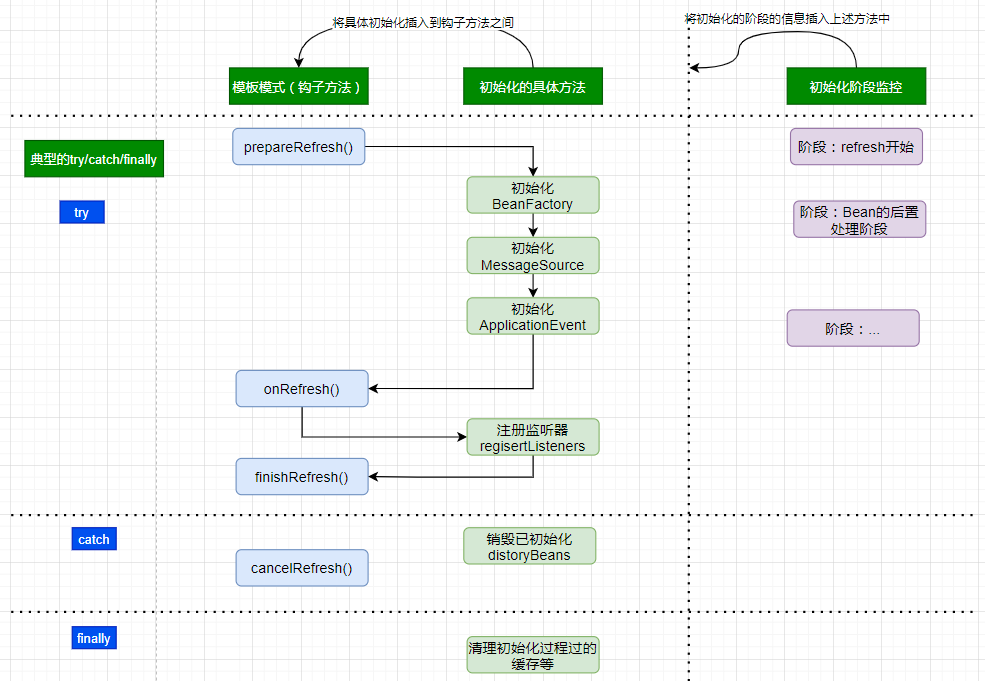 将具体初始化插入到钩子方法之间
将初始化的阶段的信息插入上述方法中
模板模式（钩子方法）
初始化的具体方法
初始化阶段监控
典型的try/catch/finally
try
prepareRefresh()
阶段：refresh开始
初始化
BeanFactory
阶段：Bean的后置
处理阶段
初始化
MessageSource
初始化
ApplicationEvent
阶段：...
onRefresh()
注册监听器
regisertListeners
finishRefresh()
catch
销毁已初始化
distoryBeans
cancelRefresh()
finally
清理初始化过程过的
缓存等